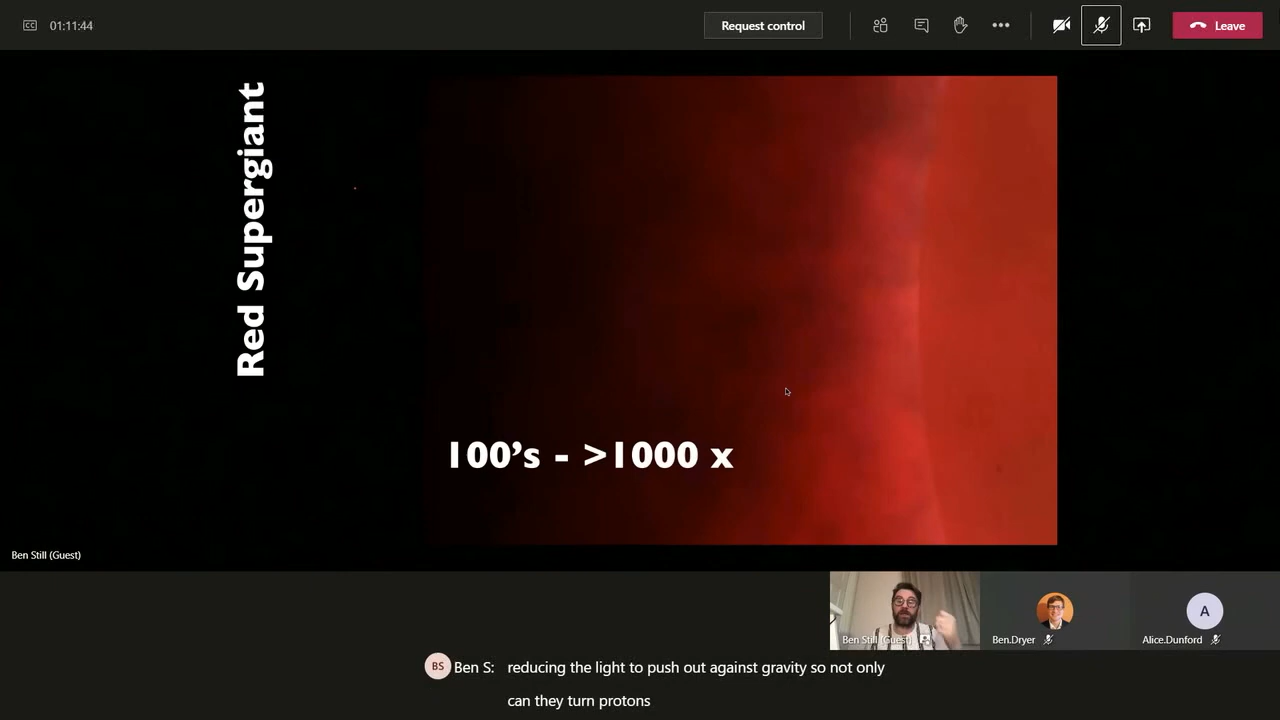 CC 01:11:44 Request control Leave
Red Supergiant
100's - >1000 x
Ben Still (Guest)
Ben Still (Guest)
Ben.Dryer
A
Alice.Dunford
BS Ben S: reducing the light to push out against gravity so not only
can they turn protons